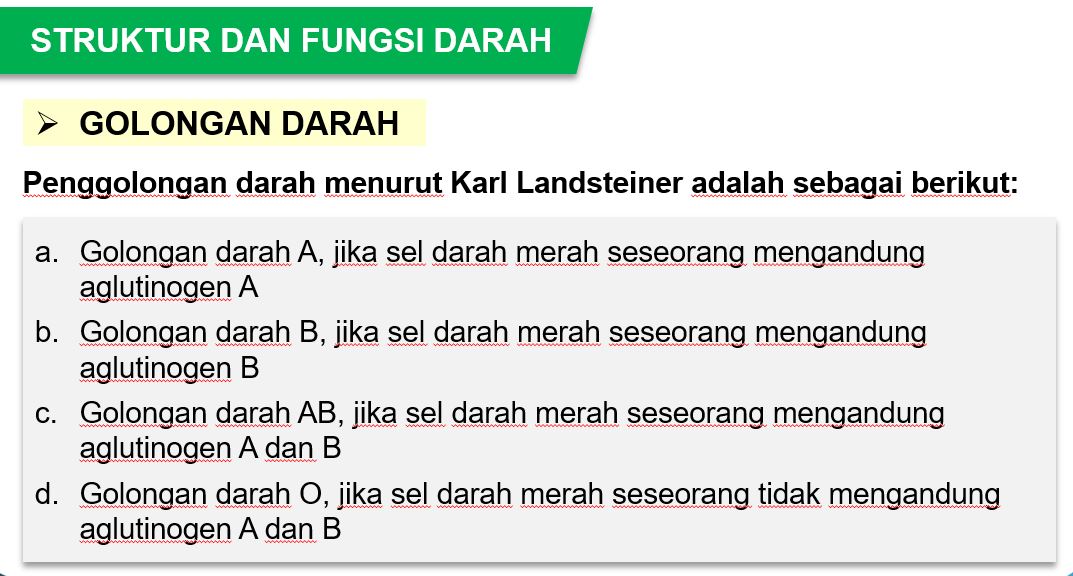 STRUKTUR DAN FUNGSI DARAH
➢ GOLONGAN DARAH
Penggolongan darah menurut Karl Landsteiner adalah sebagai berikut:
a. Golongan darah A, jika sel darah merah seseorang mengandung
aglutinogen A
b. Golongan darah B, jika sel darah merah seseorang mengandung
aglutinogen B
c. Golongan darah AB, jika sel darah merah seseorang mengandung
aglutinogen A dan B
d. Golongan darah O, jika sel darah merah seseorang tidak mengandung
aglutinogen A dan B